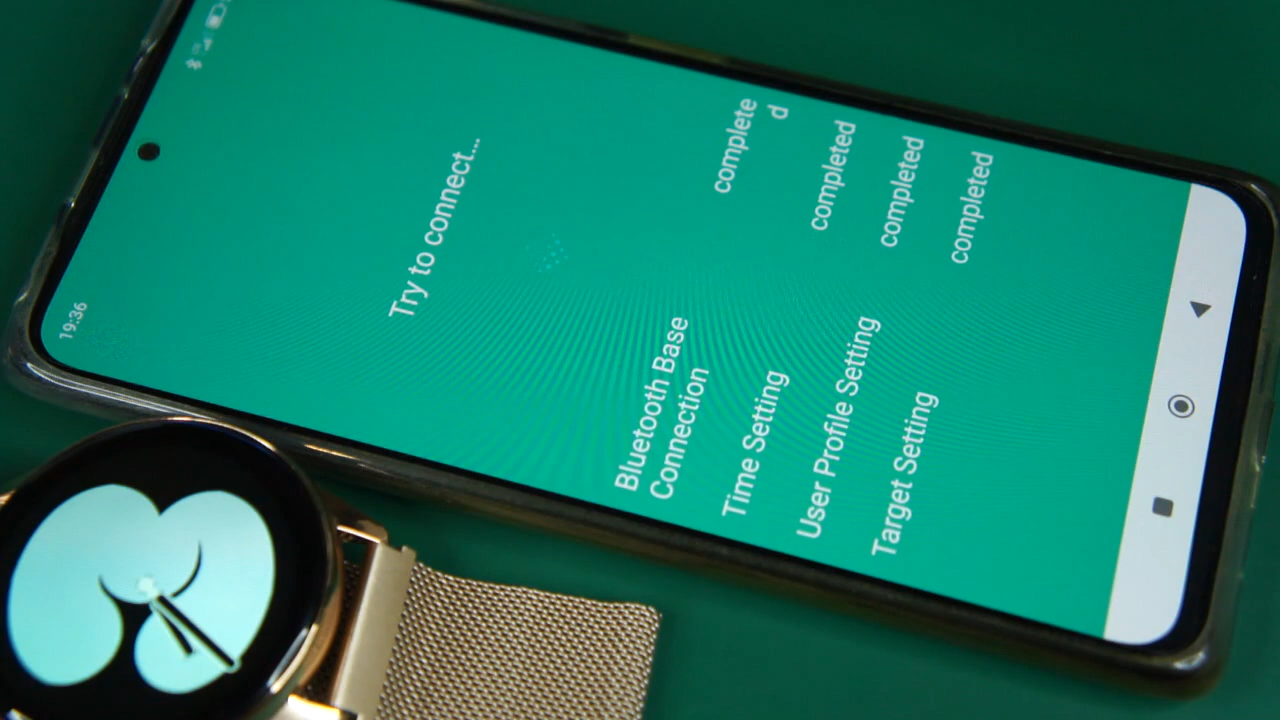 19:36
Try to connect...
Bluetooth Base
Connection
complete
d
Time Setting
completed
User Profile Setting
completed
Target Setting
completed